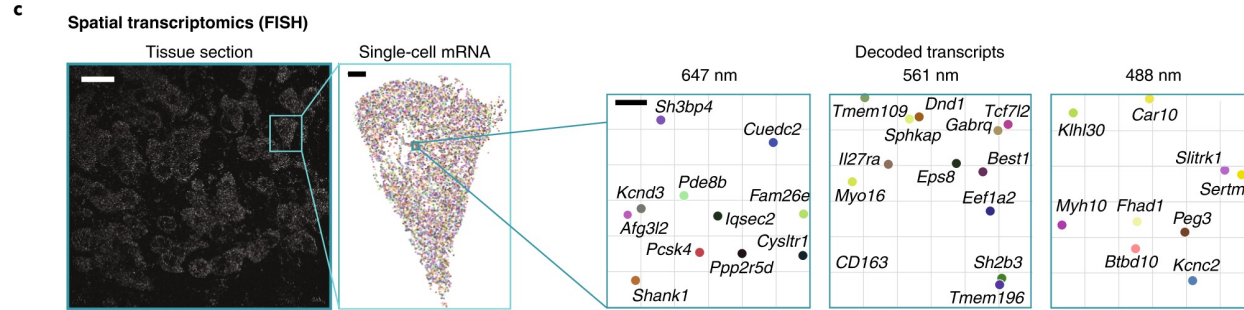 c
Spatial transcriptomics (FISH)
Tissue section
Single-cell mRNA
Decoded transcripts
647 nm
561 nm
488 nm
Sh3bp4
Cuedc2
Pde8b
Kcnd3
Fam26e
Afg3l2
Iqsec2
Pcsk4
Cysltr1
Ppp2r5d
Shank1
Tmem109
Dnd1
Tcf7l2
Sphkap
Gabrq
Il27ra
Best1
Eps8
Myo16
Eef1a2
CD163
Sh2b3
Tmem196
Car10
Klhl30
Slitrk1
Sertm
Myh10
Fhad1
Peg3
Btbd10
Kcnc2